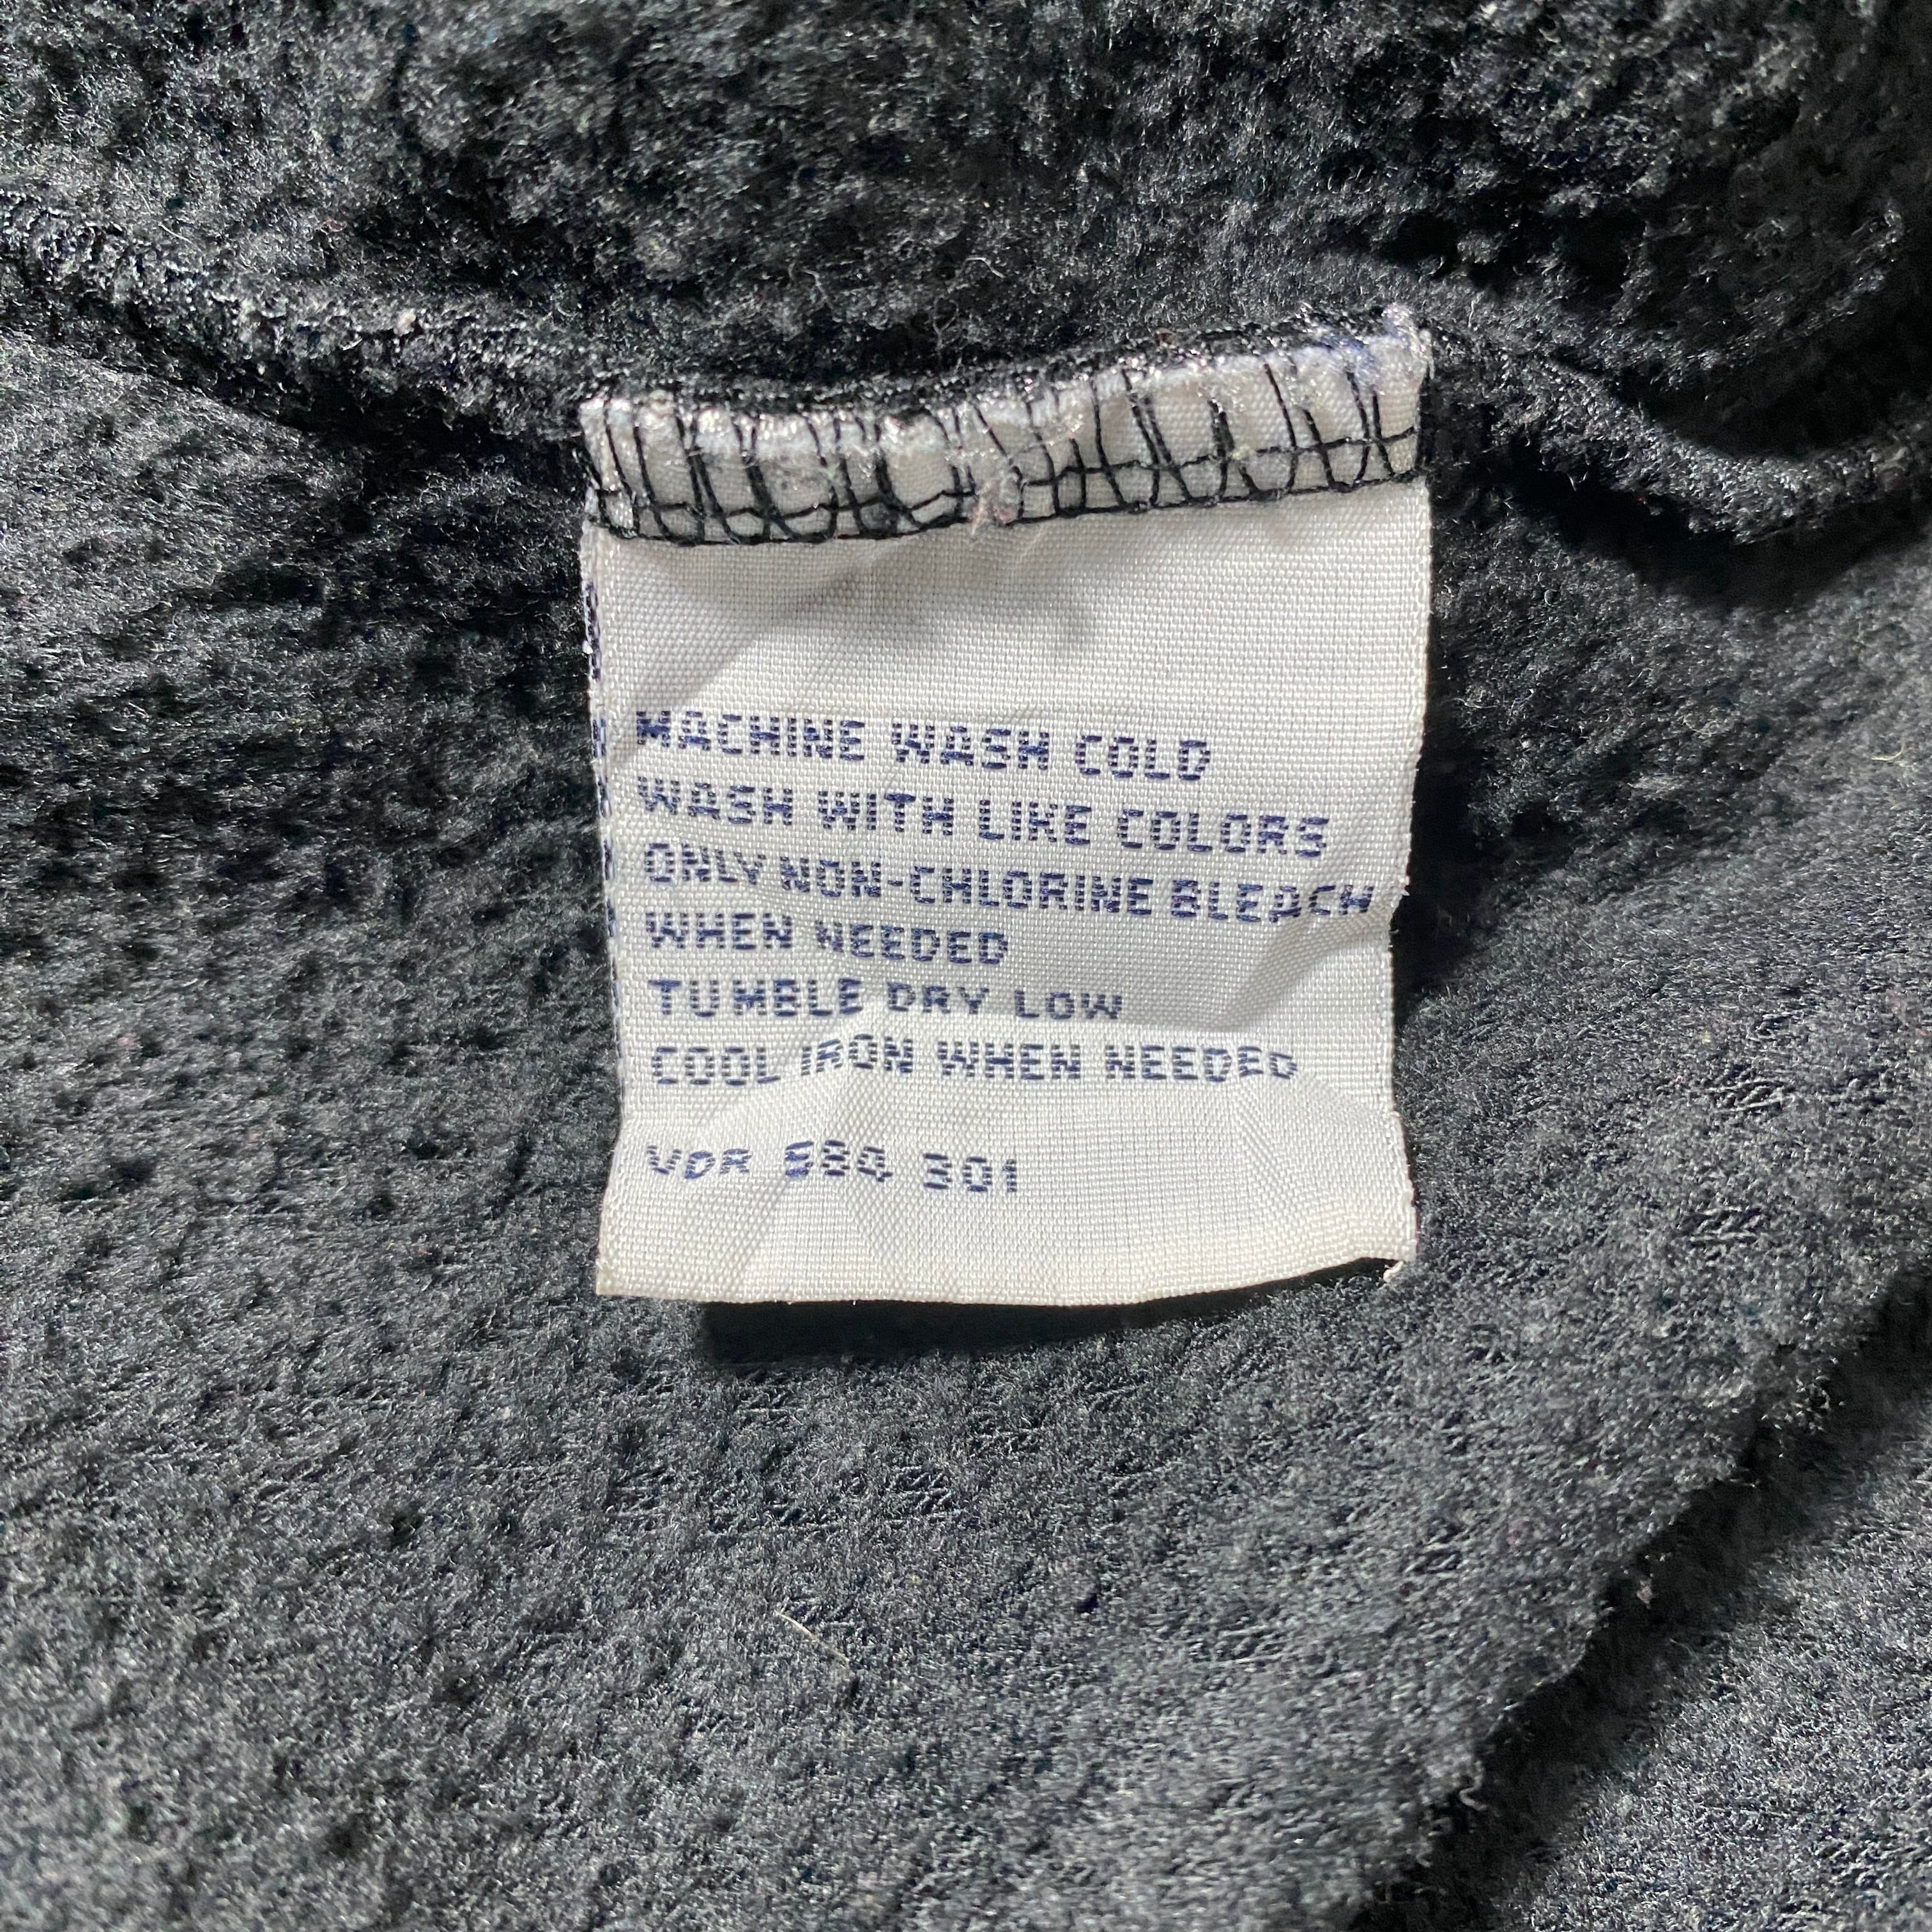 MACHINE WASH COLD
WASH WITH LIKE COLORS
ONLY NON-CHLORINE BLEACH
WHEN NEEDED
TUMBLE DRY LOW
COOL IRON WHEN NEEDED
VDR 301